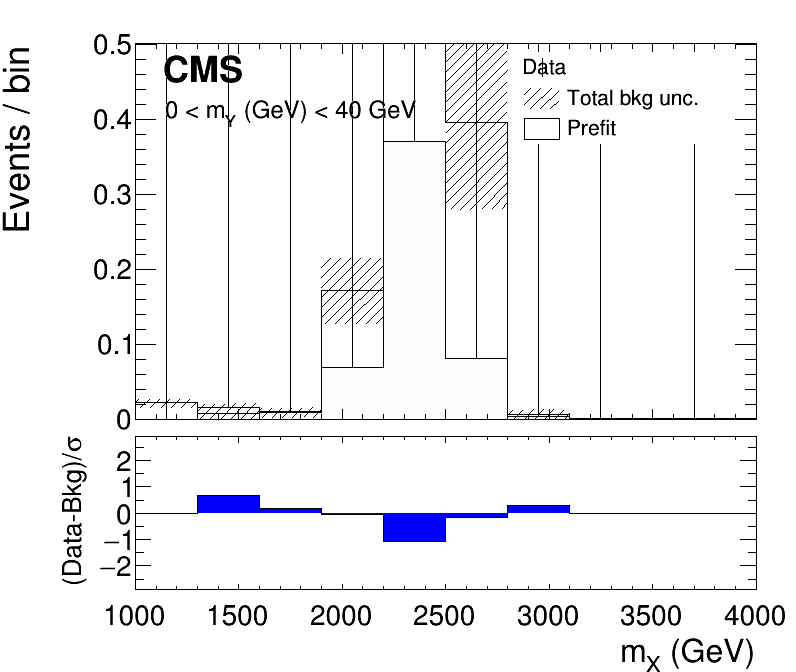 CMS
0 < mY (GeV) < 40 GeV
Data
Total bkg unc.
Prefit
Events / bin
0.5
0.4
0.3
0.2
0.1
0
(Data-Bkg)/σ
2
1
0
−1
−2
1000 1500 2000 2500 3000 3500 4000
mX (GeV)